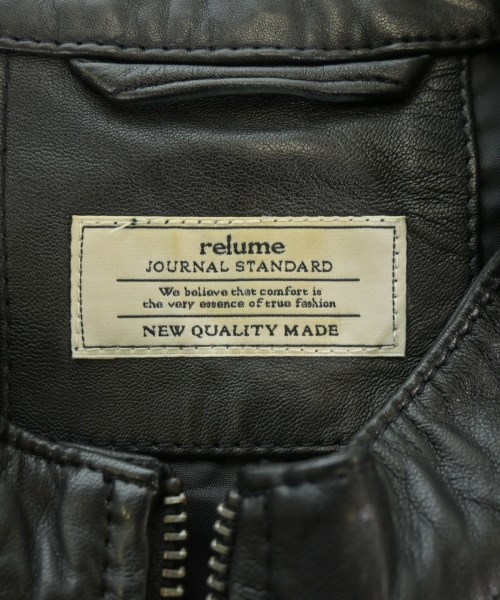 relume
JOURNAL STANDARD
We believe that comfort is
the very essence of true fashion
NEW QUALITY MADE